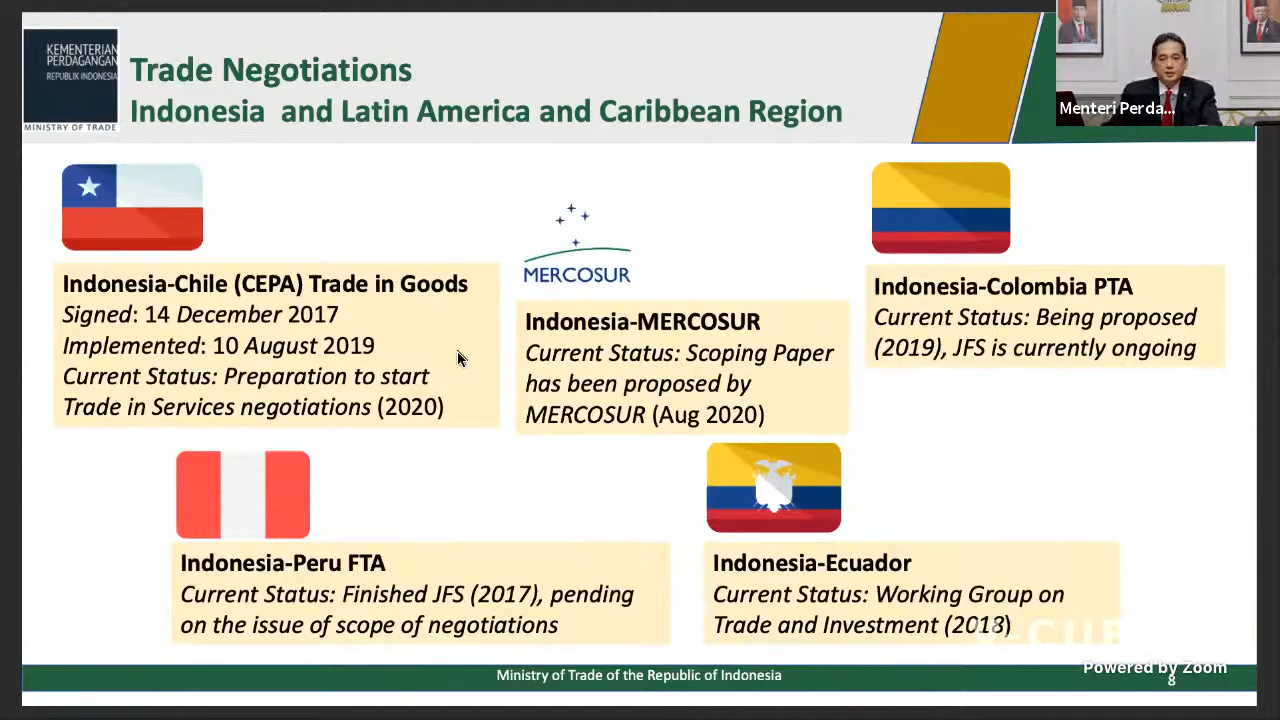 KEMENTERIAN
PERDAGANGAN
REPUBLIK INDONESIA
MINISTRY OF TRADE
Trade Negotiations
Indonesia and Latin America and Caribbean Region
Menteri Perda...
Indonesia-Chile (CEPA) Trade in Goods
Signed: 14 December 2017
Implemented: 10 August 2019
Current Status: Preparation to start
Trade in Services negotiations (2020)
MERCOSUR
Indonesia-MERCOSUR
Current Status: Scoping Paper
has been proposed by
MERCOSUR (Aug 2020)
Indonesia-Colombia PTA
Current Status: Being proposed
(2019), JFS is currently ongoing
Indonesia-Peru FTA
Current Status: Finished JFS (2017), pending
on the issue of scope of negotiations
Indonesia-Ecuador
Current Status: Working Group on
Trade and Investment (2018)
Ministry of Trade of the Republic of Indonesia
Powered by Zoom
8